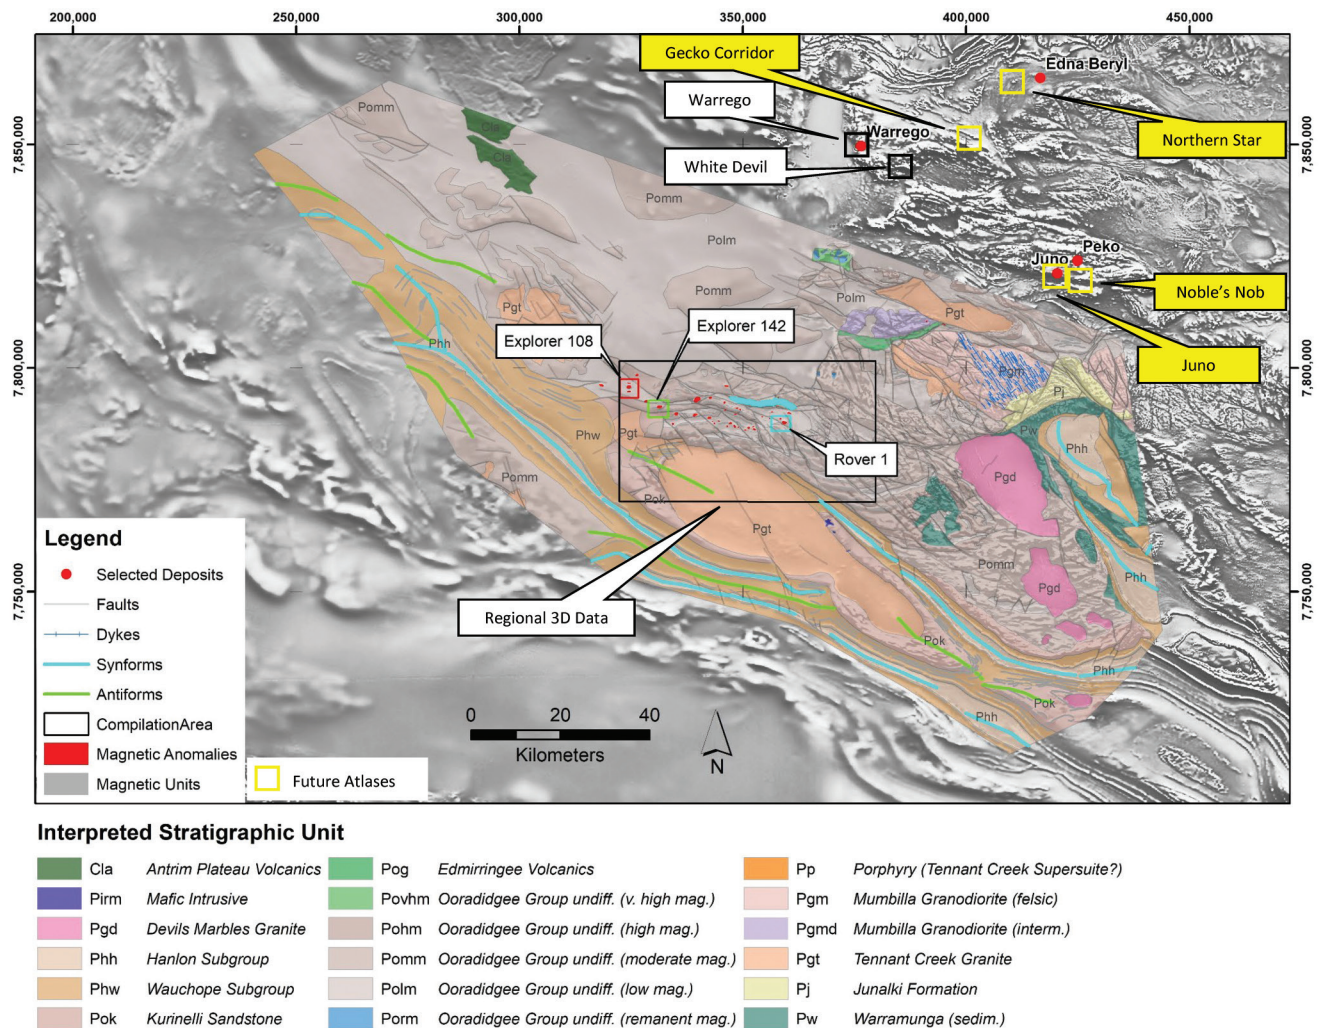 200,000 250,000 300,000 350,000 400,000 450,000
7,850,000
7,800,000
7,750,000
7,850,000
7,800,000
7,750,000
Gecko Corridor
Edna Beryl
Warrego
Warrego
Northern Star
White Devil
Pomm
Cla
Cla
Pomm
Polm
Peko
Juno
Noble's Nob
Pomm
Polm
Pgt
Pgt
Explorer 142
Explorer 108
Juno
Phh
Pgm
Pj
Phw
Pgt
Pw
Phh
Rover 1
Pomm
Pok
Pgd
Pgt
Pomm
Phh
Pgd
Regional 3D Data
Pok
Phh
Pok
Phh
Legend
Selected Deposits
Faults
Dykes
Synforms
Antiforms
CompilationArea
Magnetic Anomalies
Magnetic Units
Future Atlases
0 20 40
Kilometers
N
Interpreted Stratigraphic Unit
Cla Antrim Plateau Volcanics
Pirm Mafic Intrusive
Pgd Devils Marbles Granite
Phh Hanlon Subgroup
Phw Wauchope Subgroup
Pok Kurinelli Sandstone
Pog Edmirringee Volcanics
Povhm Ooradidgee Group undiff. (v. high mag.)
Pohm Ooradidgee Group undiff. (high mag.)
Pomm Ooradidgee Group undiff. (moderate mag.)
Polm Ooradidgee Group undiff. (low mag.)
Porm Ooradidgee Group undiff. (remanent mag.)
Pp Porphyry (Tennant Creek Supersuite?)
Pgm Mumbilla Granodiorite (felsic)
Pgmd Mumbilla Granodiorite (interm.)
Pgt Tennant Creek Granite
Pj Junalki Formation
Pw Warramunga (sedim.)